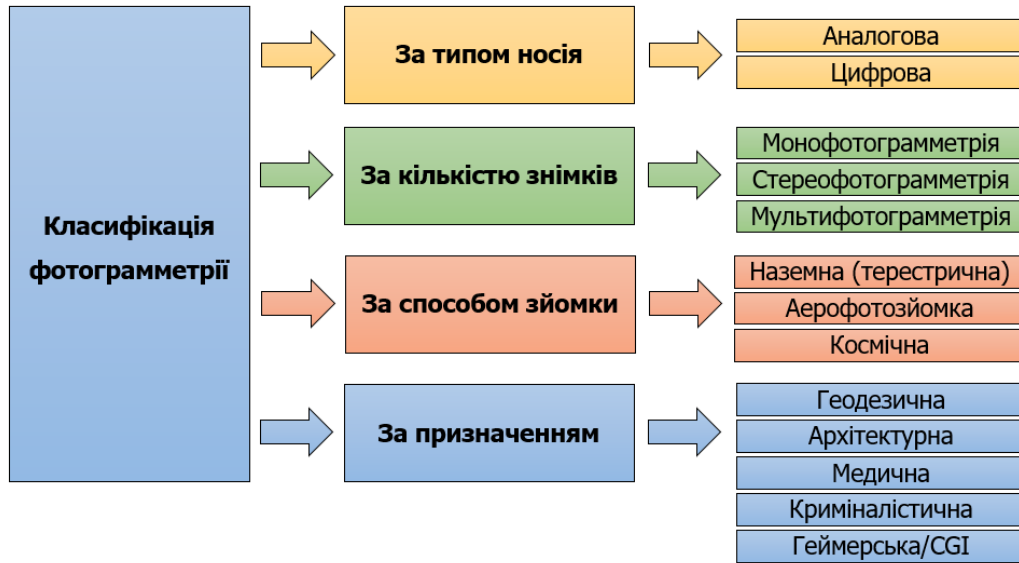 Класифікація
фотограмметрії
За типом носія
Аналогова
Цифрова
За кількістю знімків
Монофотограмметрія
Стереофотограмметрія
Мультифотограмметрія
За способом зйомки
Наземна (терестрична)
Аерофотозйомка
Космічна
За призначенням
Геодезична
Архітектурна
Медична
Криміналістична
Геймерська/CGI